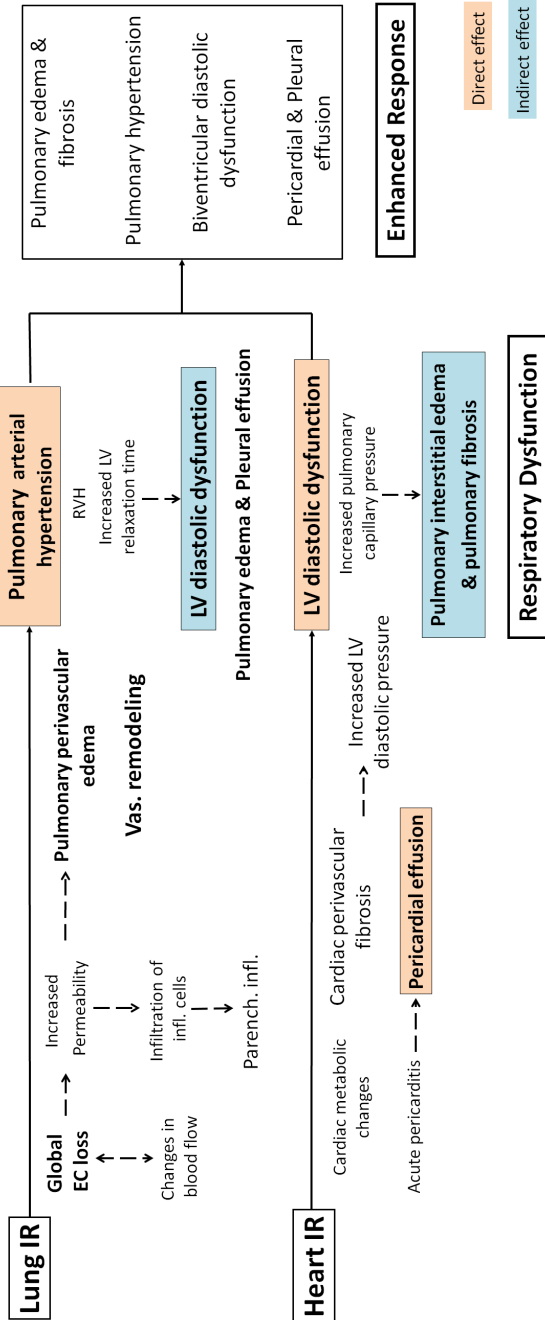 Lung IR
Global
EC loss
Changes in
blood flow
Increased
Permeability
Infiltration of
infl. cells
Parench. infl.
Pulmonary perivascular
edema
Vas. remodeling
Pulmonary arterial
hypertension
RVH
Increased LV
relaxation time
LV diastolic dysfunction
Pulmonary edema & Pleural effusion
Heart IR
Cardiac metabolic
changes
Acute pericarditis
Cardiac perivascular
fibrosis
Pericardial effusion
Increased LV
diastolic pressure
LV diastolic dysfunction
Increased pulmonary
capillary pressure
Pulmonary interstitial edema
& pulmonary fibrosis
Respiratory Dysfunction
Pulmonary edema &
fibrosis
Pulmonary hypertension
Biventricular diastolic
dysfunction
Pericardial & Pleural
effusion
Enhanced Response
Direct effect
Indirect effect